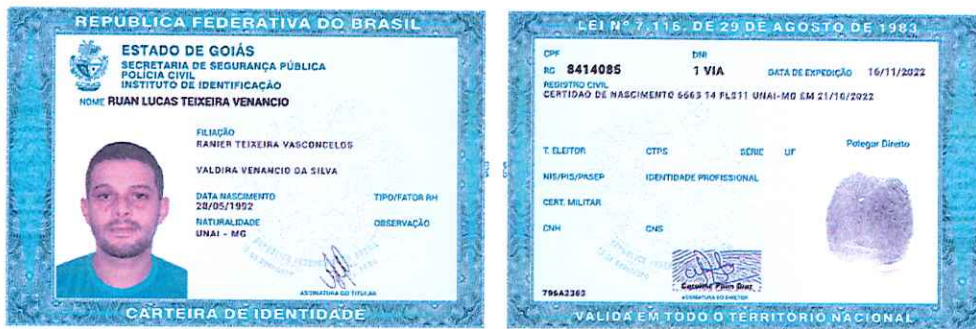 REPÚBLICA FEDERATIVA DO BRASIL
ESTADO DE GOIÁS
SECRETARIA DE SEGURANÇA PÚBLICA
POLÍCIA CIVIL
INSTITUTO DE IDENTIFICAÇÃO
NOME RUAN LUCAS TEIXEIRA VENANCIO
FILIAÇÃO
RANIER TEIXEIRA VASCONCELOS
VALDIRA VENANCIO DA SILVA
DATA NASCIMENTO TIPO/FATOR RH
28/05/1992
NATURALIDADE OBSERVAÇÃO
UNAI - MG
ASSINATURA DO TITULAR
CARTEIRA DE IDENTIDADE
LEI Nº 7.116, DE 29 DE AGOSTO DE 1983
CPF DNI
RG 8414085 1 VIA DATA DE EXPEDIÇÃO 16/11/2022
REGISTRO CIVIL
CERTIDAO DE NASCIMENTO 6663 14 FLS11 UNAI-MG EM 21/10/2022
T. ELEITOR CTPS SÉRIE UF Polegar Direito
NIS/PIS/PASEP IDENTIDADE PROFISSIONAL
CERT. MILITAR
CNH CNS
796A2363
ASSINATURA DO DIRETOR
VÁLIDA EM TODO O TERRITÓRIO NACIONAL